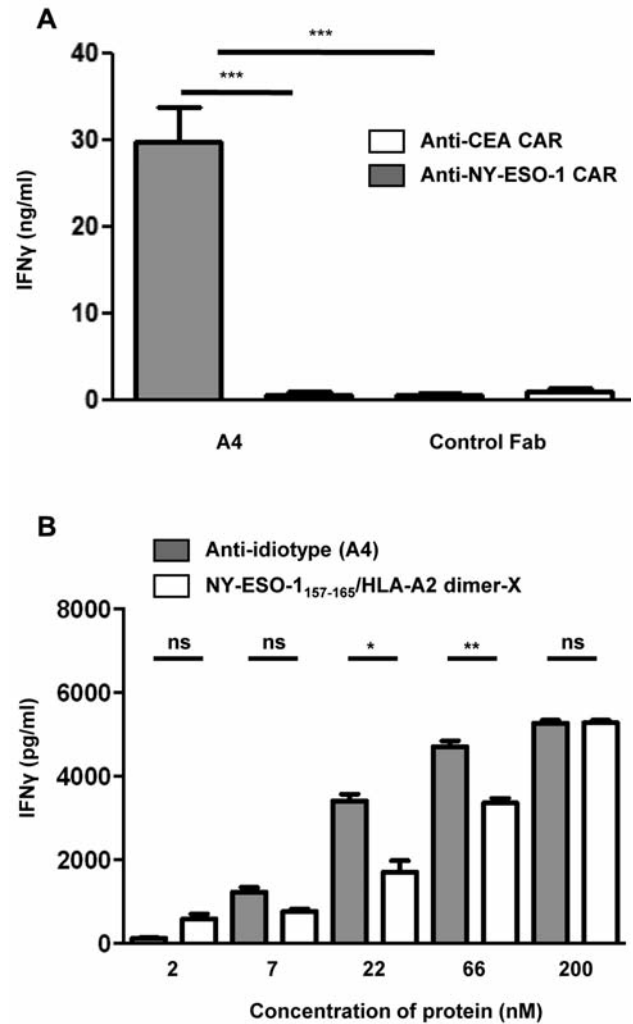 A
***
***
40
30
20
10
0
IFNγ (ng/ml)
Anti-CEA CAR
Anti-NY-ESO-1 CAR
A4 Control Fab
B
Anti-idiotype (A4)
NY-ESO-1157-165/HLA-A2 dimer-X
8000
6000
4000
2000
0
IFNγ (pg/ml)
ns ns * ** ns
2 7 22 66 200
Concentration of protein (nM)